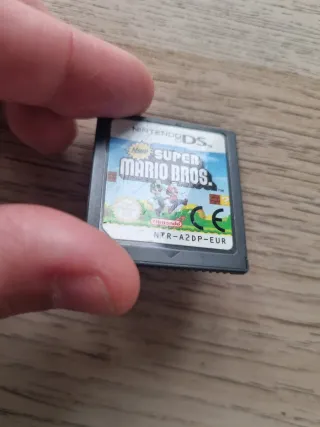 NINTENDO DS
New
SUPER
MARIO BROS.
CE
Nintendo
NTR-A2DP-EUR